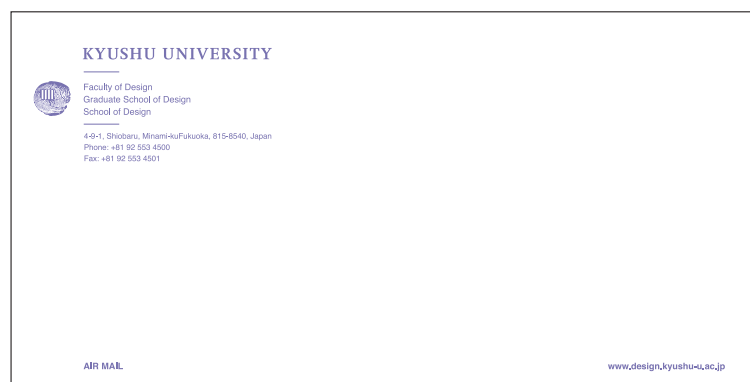 KYUSHU UNIVERSITY
Faculty of Design
Graduate School of Design
School of Design
4-9-1, Shiobaru, Minami-kuFukuoka, 815-8540, Japan
Phone: +81 92 553 4500
Fax: +81 92 553 4501
AIR MAIL
www.design.kyushu-u.ac.jp